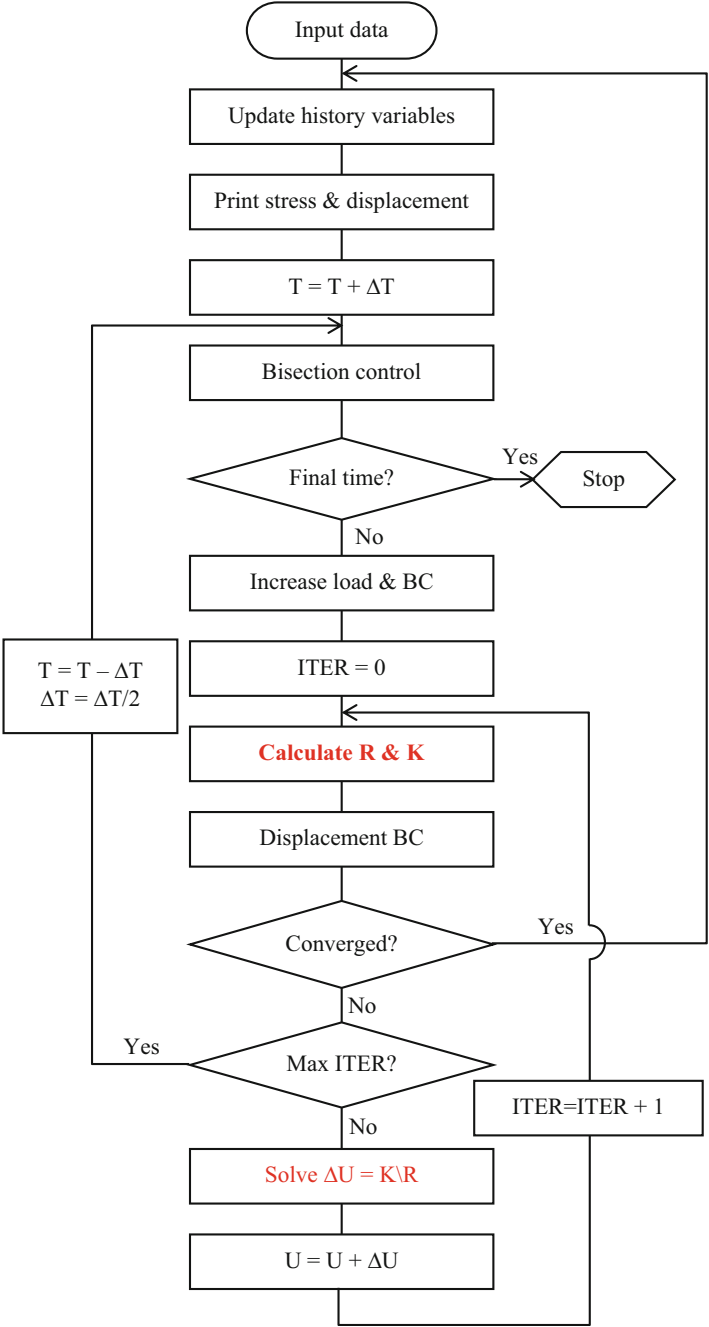 Input data
Update history variables
Print stress & displacement
T = T + ΔT
Bisection control
Final time?
Yes
Stop
No
Increase load & BC
T = T – ΔT
ΔT = ΔT/2
ITER = 0
Calculate R & K
Displacement BC
Converged?
Yes
No
Yes
Max ITER?
ITER=ITER + 1
No
Solve ΔU = K\R
U = U + ΔU